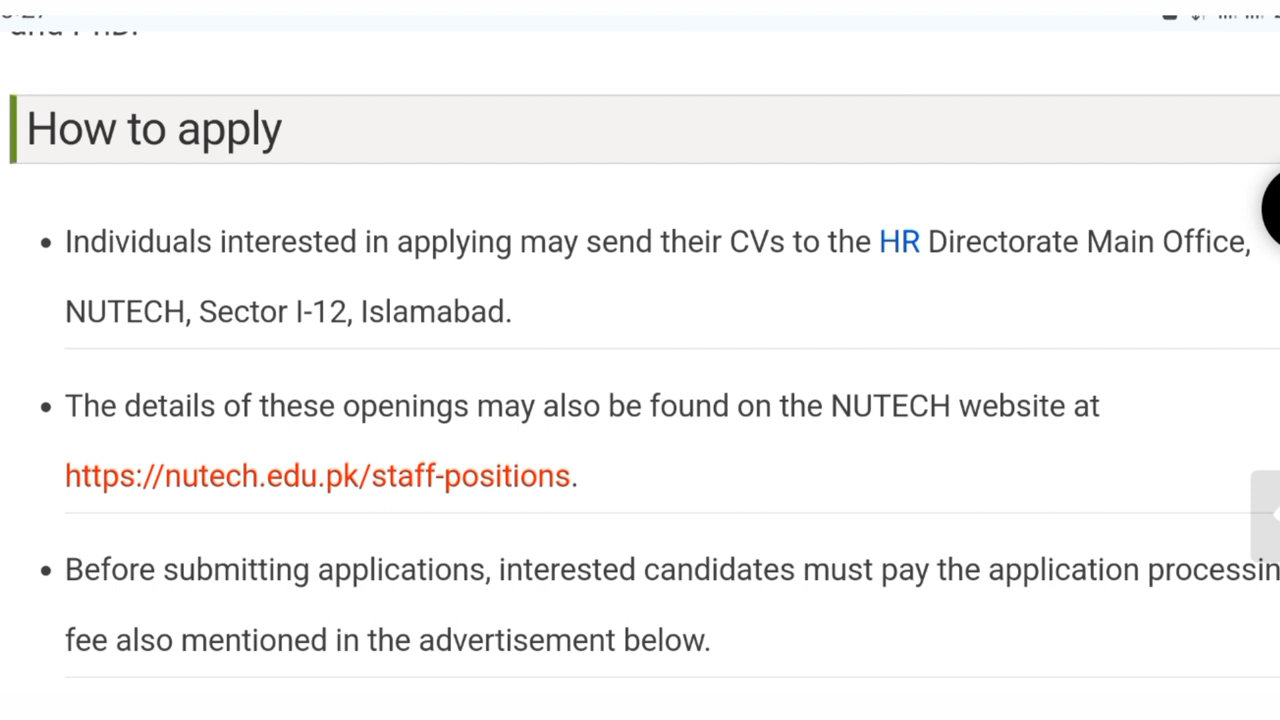 How to apply
Individuals interested in applying may send their CVs to the HR Directorate Main Office,
NUTECH, Sector I-12, Islamabad.
The details of these openings may also be found on the NUTECH website at
https://nutech.edu.pk/staff-positions.
Before submitting applications, interested candidates must pay the application processin
fee also mentioned in the advertisement below.